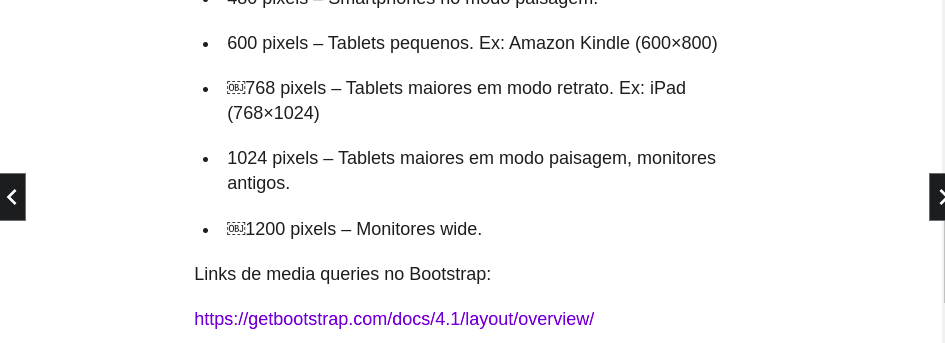 480 pixels – Smartphones no modo paisagem.
• 600 pixels – Tablets pequenos. Ex: Amazon Kindle (600×800)
• 768 pixels – Tablets maiores em modo retrato. Ex: iPad
(768×1024)
• 1024 pixels – Tablets maiores em modo paisagem, monitores
antigos.
• 1200 pixels – Monitores wide.
Links de media queries no Bootstrap:
https://getbootstrap.com/docs/4.1/layout/overview/